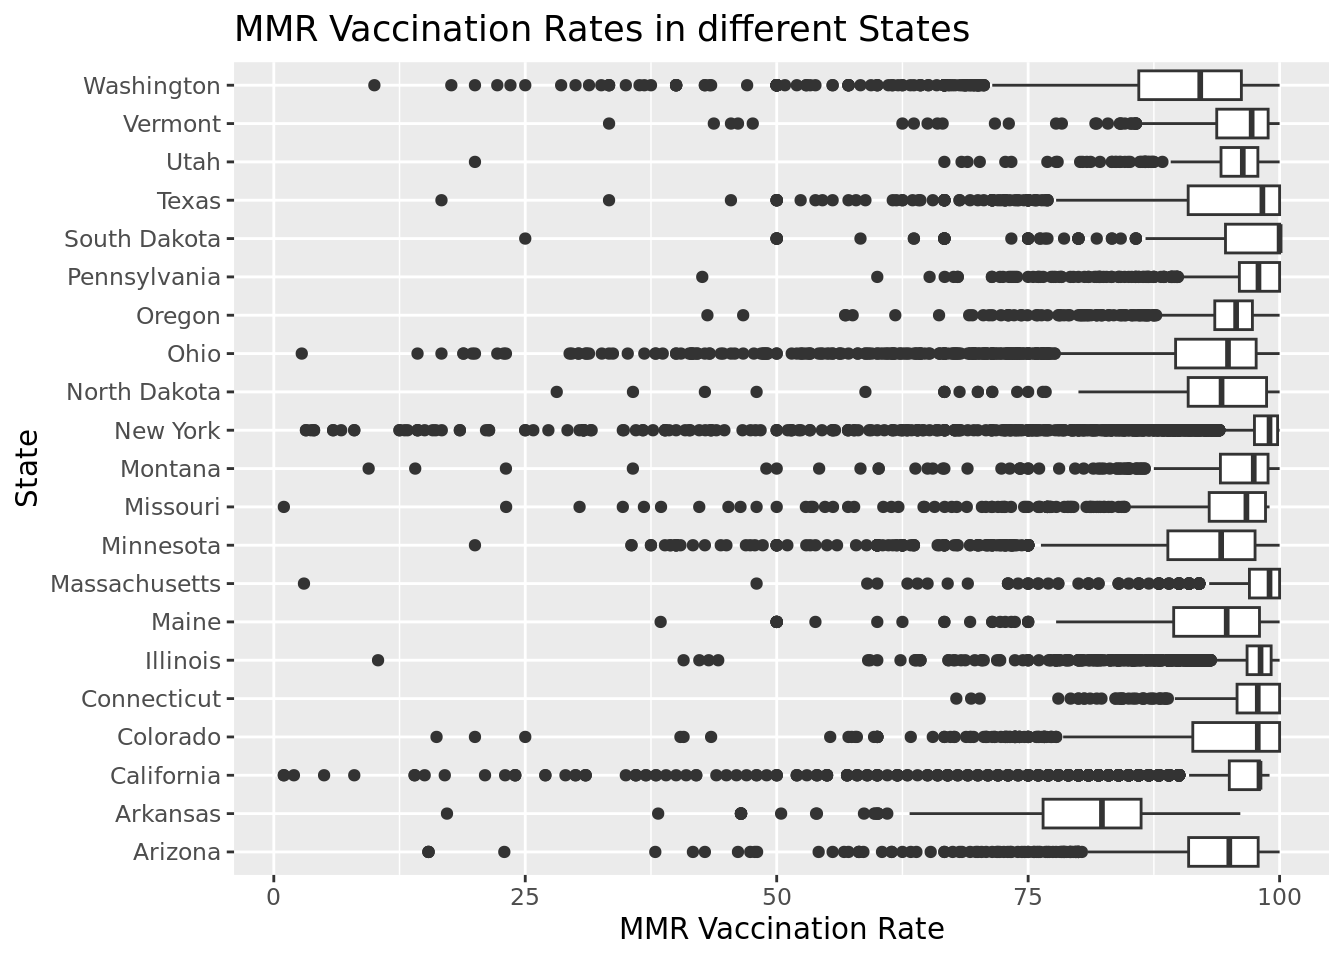 MMR Vaccination Rates in different States
Washington
Vermont
Utah
Texas
South Dakota
Pennsylvania
Oregon
Ohio
North Dakota
New York
Montana
Missouri
Minnesota
Massachusetts
Maine
Illinois
Connecticut
Colorado
California
Arkansas
Arizona
State
0 25 50 75 100
MMR Vaccination Rate